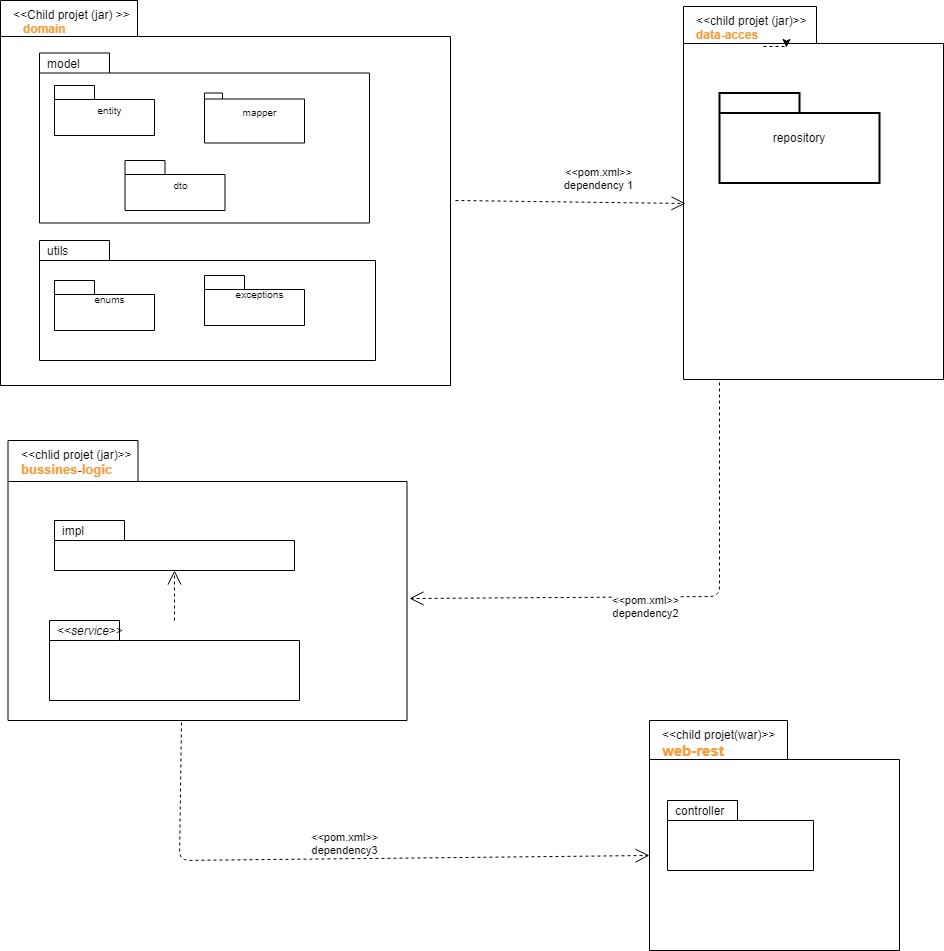 <<Child projet (jar) >>
domain
model
entity
mapper
dto
utils
enums
exceptions
<<pom.xml>>
dependency 1
<<child projet (jar)>>
data-acces
repository
<<chlid projet (jar)>>
bussines-logic
impl
<<service>>
<<pom.xml>>
dependency2
<<pom.xml>>
dependency3
<<child projet(war)>>
web-rest
controller